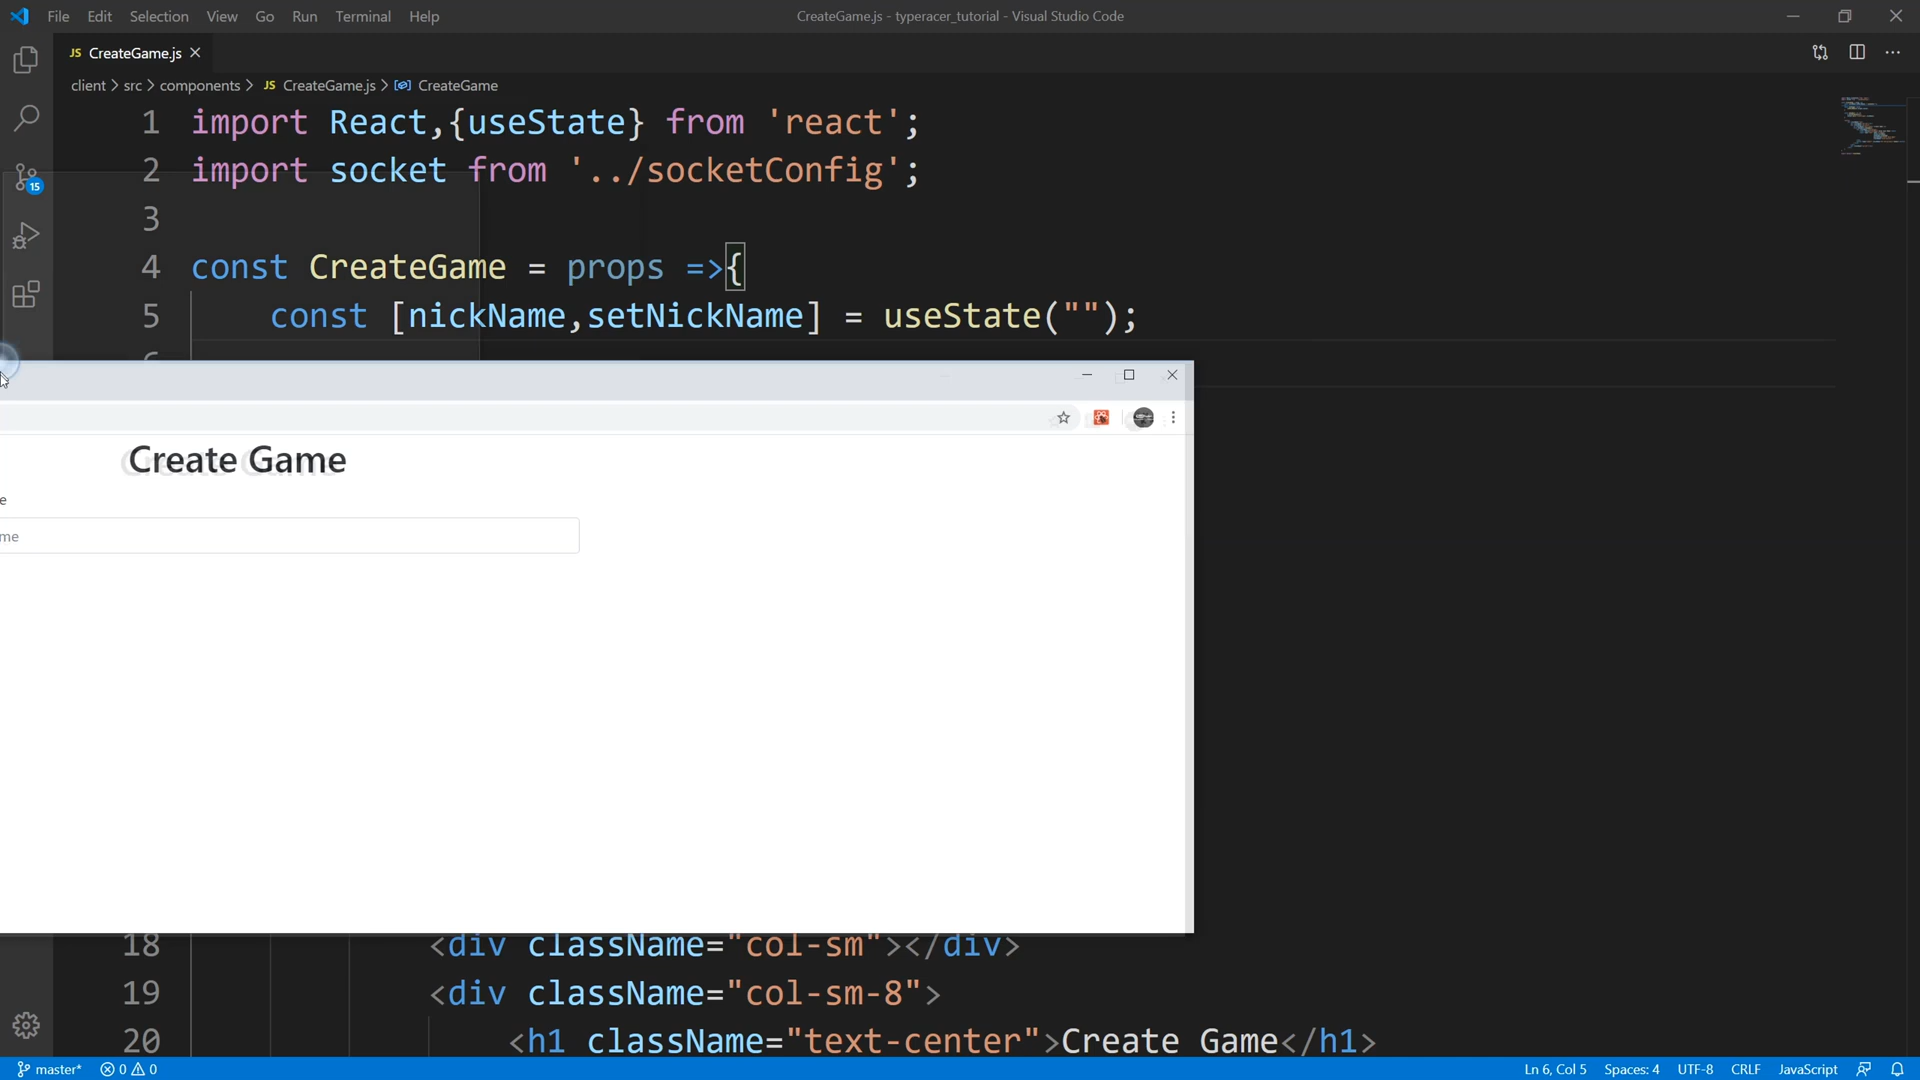 File Edit Selection View Go Run Terminal Help
CreateGame.js - typeracer_tutorial - Visual Studio Code
JS CreateGame.js
client > src > components > JS CreateGame.js > CreateGame
1 import React,{useState} from 'react';
2 import socket from '../socketConfig';
15
3
4 const CreateGame = props =>{
5 const [nickName,setNickName] = useState("");
Create Game
e
me
18 <div className="col-sm"></div>
19 <div className="col-sm-8">
20 <h1 className="text-center">Create Game</h1>
master* 0 0
Ln 6, Col 5 Spaces: 4 UTF-8 CRLF JavaScript